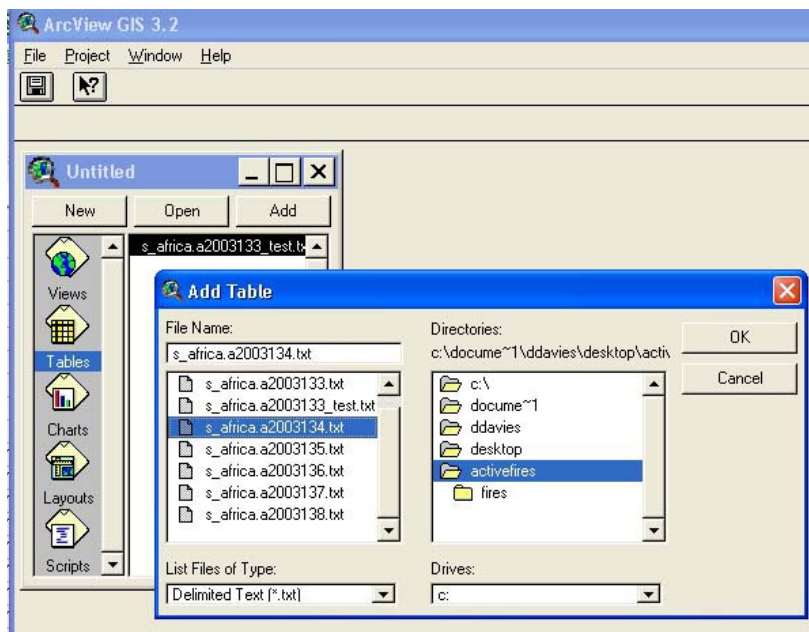 ArcView GIS 3.2
File Project Window Help
Untitled
New Open Add
s_africa.a2003133_test.tx
Views
Tables
Charts
Layouts
Scripts
Add Table
File Name:
s_africa.a2003134.txt
s_africa.a2003133.txt
s_africa.a2003133_test.txt
s_africa.a2003134.txt
s_africa.a2003135.txt
s_africa.a2003136.txt
s_africa.a2003137.txt
s_africa.a2003138.txt
List Files of Type:
Delimited Text (*.txt)
Directories:
c:\docume~1\ddavies\desktop\activ
c:\
docume~1
ddavies
desktop
activefires
fires
Drives:
c:
OK
Cancel